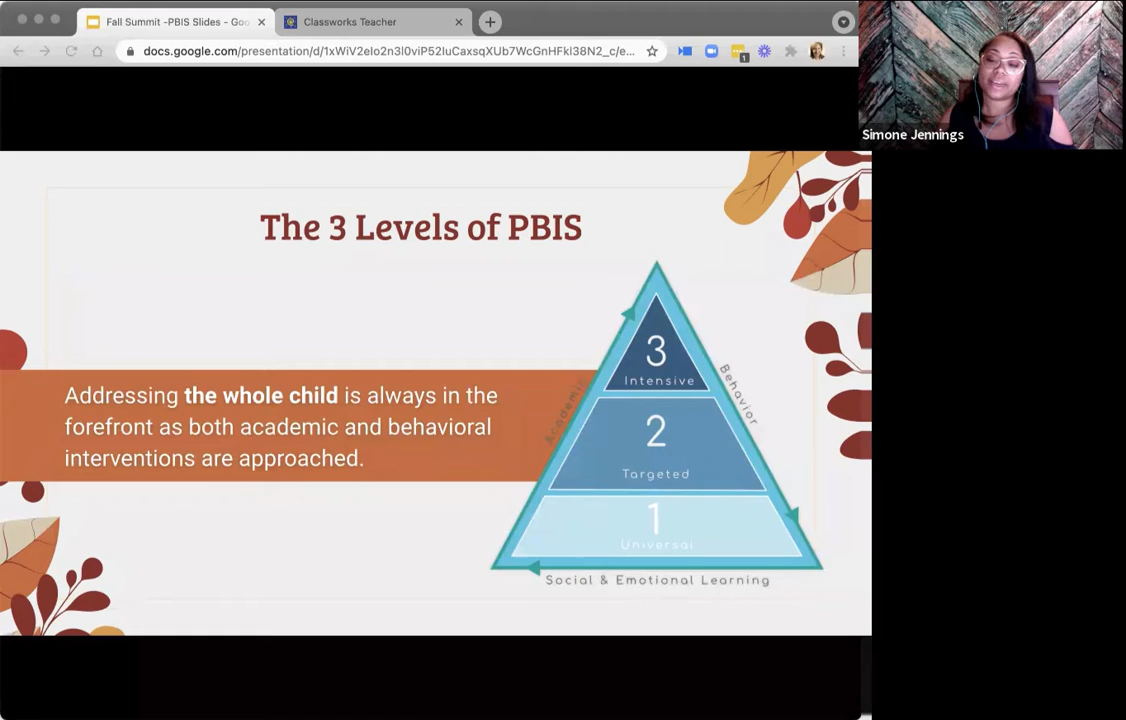 Fall Summit -PBIS Slides - Goo
Classworks Teacher
docs.google.com/presentation/d/1xWiV2eIo2n3l0viP52IuCaxsqXUb7WcGnHFkl38N2_c/e...
1
Simone Jennings
The 3 Levels of PBIS
Addressing the whole child is always in the
forefront as both academic and behavioral
interventions are approached.
3
Intensive
2
Targeted
1
Universal
Academic
Behavior
Social & Emotional Learning